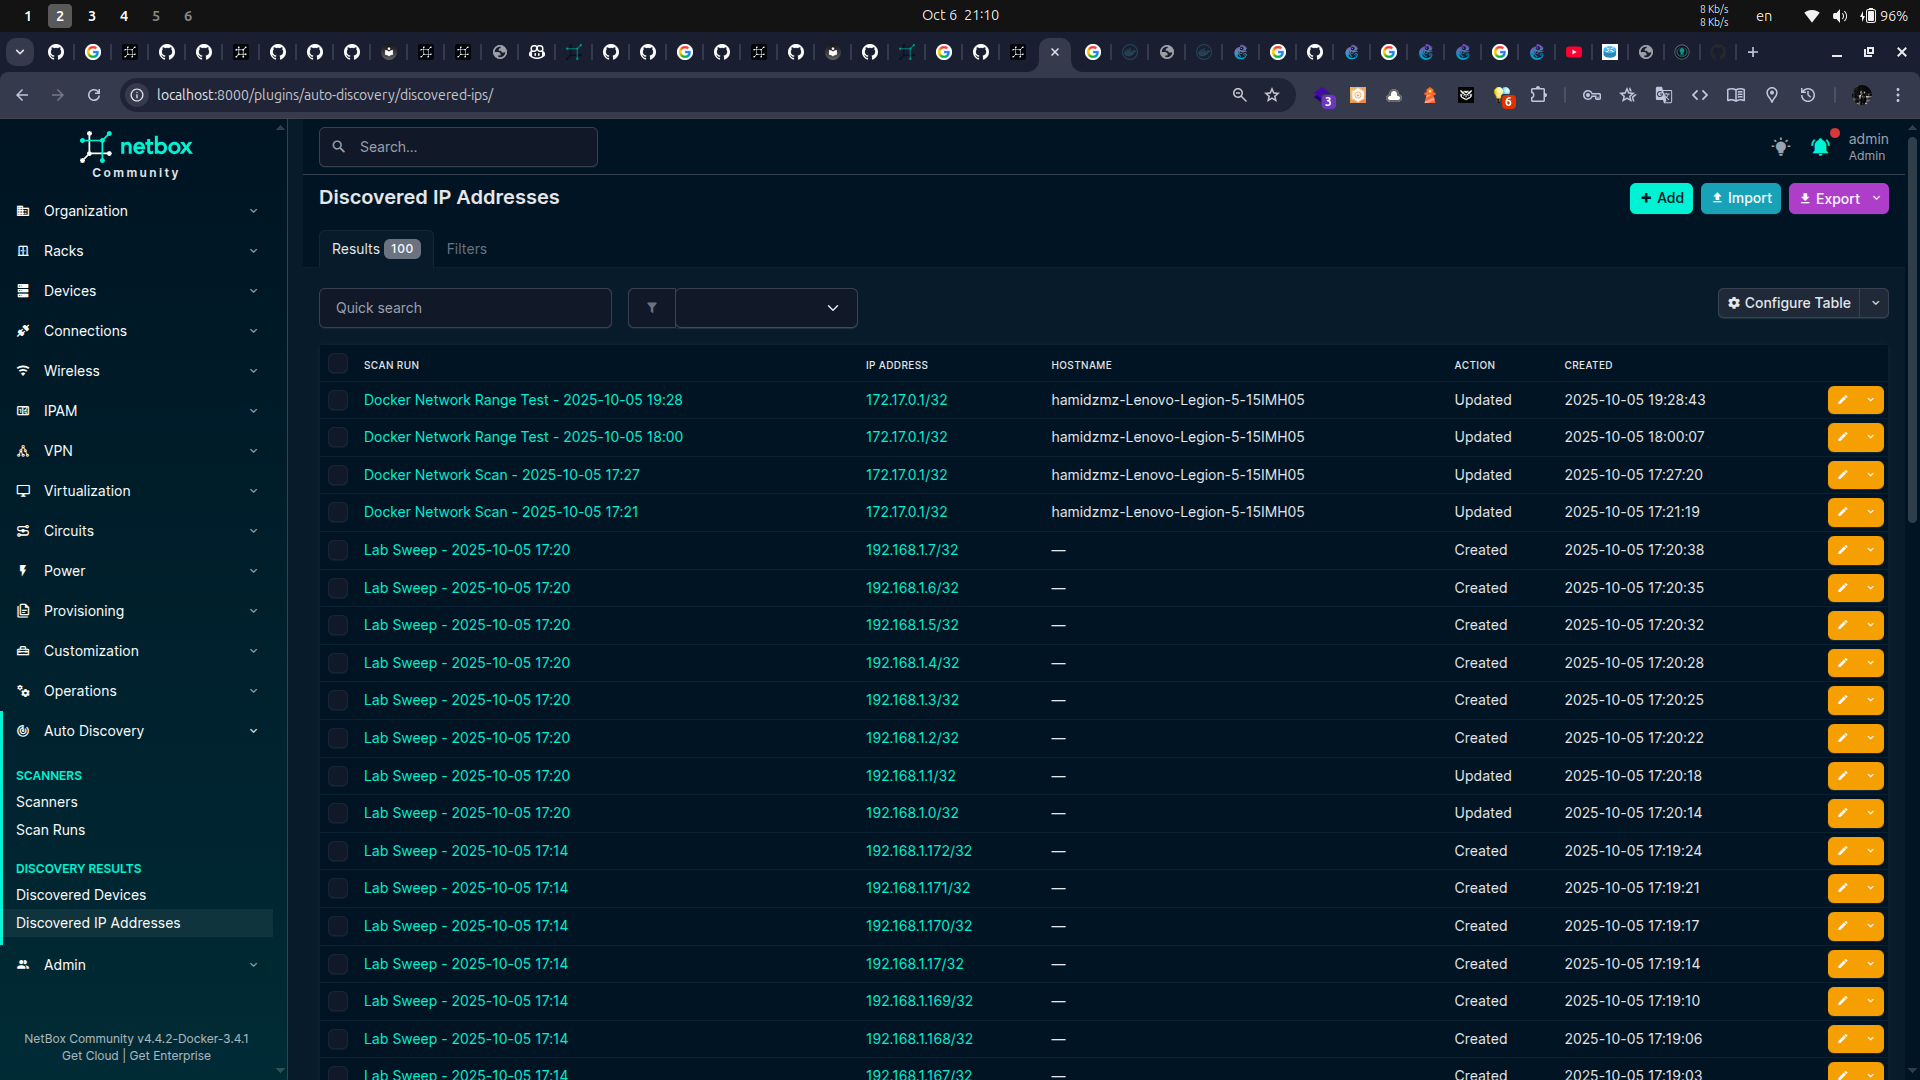 1 2 3 4 5 6
Oct 6 21:10
8 Kb/s
8 Kb/s
en
96%
localhost:8000/plugins/auto-discovery/discovered-ips/
3
6
netbox
Community
Search...
admin
Admin
Organization
Racks
Devices
Connections
Wireless
IPAM
VPN
Virtualization
Circuits
Power
Provisioning
Customization
Operations
Auto Discovery
SCANNERS
Scanners
Scan Runs
DISCOVERY RESULTS
Discovered Devices
Discovered IP Addresses
Admin
NetBox Community v4.4.2-Docker-3.4.1
Get Cloud | Get Enterprise
Discovered IP Addresses
+ Add Import Export
Results 100 Filters
Quick search
Configure Table
SCAN RUN IP ADDRESS HOSTNAME ACTION CREATED
Docker Network Range Test - 2025-10-05 19:28 172.17.0.1/32 hamidzmz-Lenovo-Legion-5-15IMH05 Updated 2025-10-05 19:28:43
Docker Network Range Test - 2025-10-05 18:00 172.17.0.1/32 hamidzmz-Lenovo-Legion-5-15IMH05 Updated 2025-10-05 18:00:07
Docker Network Scan - 2025-10-05 17:27 172.17.0.1/32 hamidzmz-Lenovo-Legion-5-15IMH05 Updated 2025-10-05 17:27:20
Docker Network Scan - 2025-10-05 17:21 172.17.0.1/32 hamidzmz-Lenovo-Legion-5-15IMH05 Updated 2025-10-05 17:21:19
Lab Sweep - 2025-10-05 17:20 192.168.1.7/32 — Created 2025-10-05 17:20:38
Lab Sweep - 2025-10-05 17:20 192.168.1.6/32 — Created 2025-10-05 17:20:35
Lab Sweep - 2025-10-05 17:20 192.168.1.5/32 — Created 2025-10-05 17:20:32
Lab Sweep - 2025-10-05 17:20 192.168.1.4/32 — Created 2025-10-05 17:20:28
Lab Sweep - 2025-10-05 17:20 192.168.1.3/32 — Created 2025-10-05 17:20:25
Lab Sweep - 2025-10-05 17:20 192.168.1.2/32 — Created 2025-10-05 17:20:22
Lab Sweep - 2025-10-05 17:20 192.168.1.1/32 — Updated 2025-10-05 17:20:18
Lab Sweep - 2025-10-05 17:20 192.168.1.0/32 — Updated 2025-10-05 17:20:14
Lab Sweep - 2025-10-05 17:14 192.168.1.172/32 — Created 2025-10-05 17:19:24
Lab Sweep - 2025-10-05 17:14 192.168.1.171/32 — Created 2025-10-05 17:19:21
Lab Sweep - 2025-10-05 17:14 192.168.1.170/32 — Created 2025-10-05 17:19:17
Lab Sweep - 2025-10-05 17:14 192.168.1.17/32 — Created 2025-10-05 17:19:14
Lab Sweep - 2025-10-05 17:14 192.168.1.169/32 — Created 2025-10-05 17:19:10
Lab Sweep - 2025-10-05 17:14 192.168.1.168/32 — Created 2025-10-05 17:19:06
Lab Sweep - 2025-10-05 17:14 192.168.1.167/32 — Created 2025-10-05 17:19:03